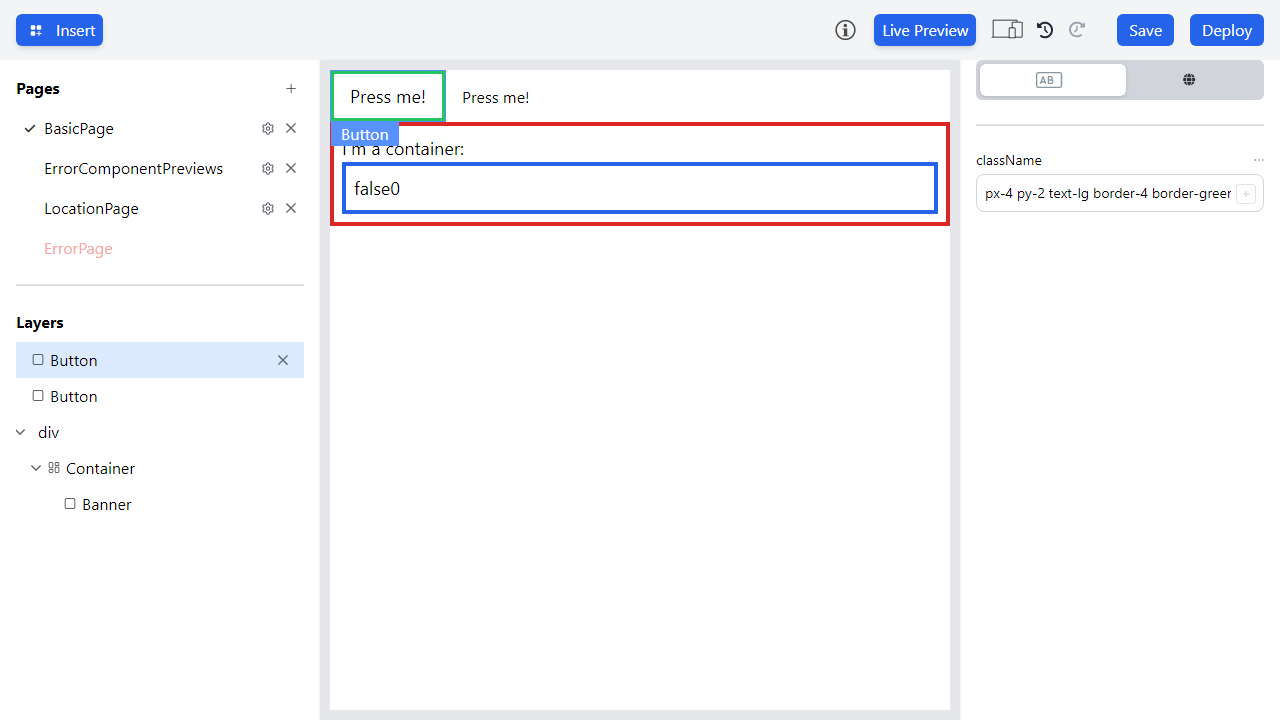 Insert
Live Preview
Save
Deploy
Pages
BasicPage
ErrorComponentPreviews
LocationPage
ErrorPage
Layers
Button
Button
div
Container
Banner
Press me!
Press me!
Button
I'm a container:
false0
AB
className
px-4 py-2 text-lg border-4 border-green